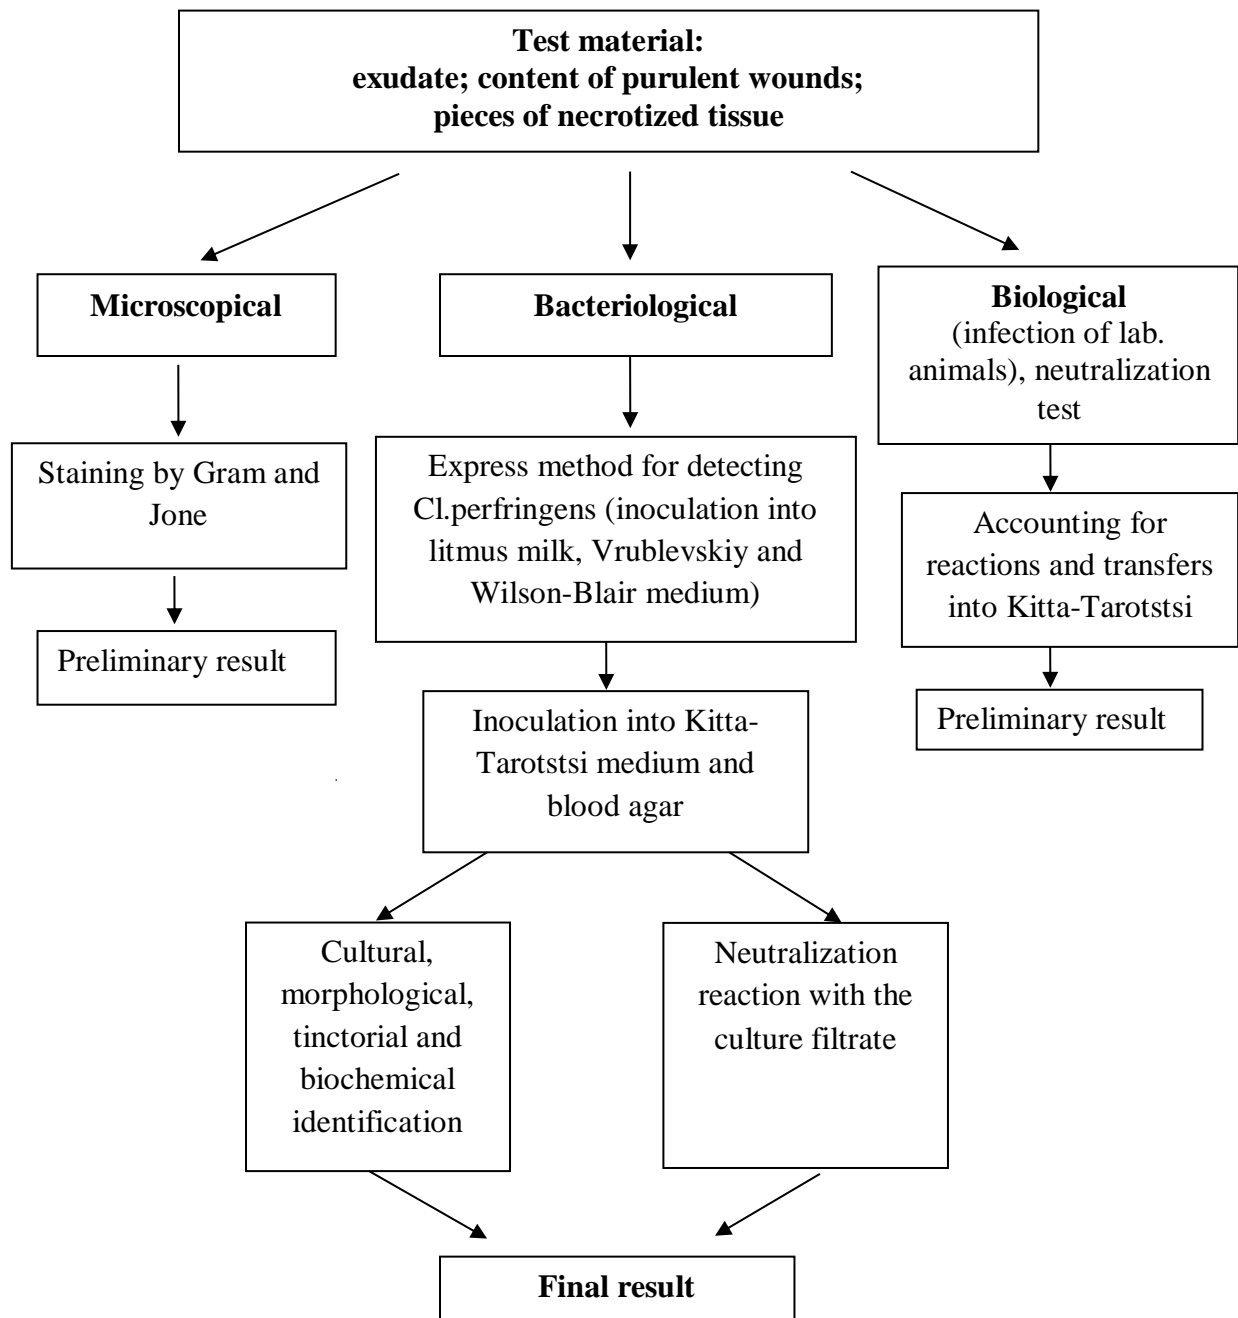 Test material:
exudate; content of purulent wounds;
pieces of necrotized tissue
Microscopical
Bacteriological
Biological
(infection of lab.
animals), neutralization
test
Staining by Gram and
Jone
Express method for detecting
Cl.perfringens (inoculation into
litmus milk, Vrublevskiy and
Wilson-Blair medium)
Accounting for
reactions and transfers
into Kitta-Tarotstsi
Preliminary result
Inoculation into Kitta-
Tarotstsi medium and
blood agar
Preliminary result
Cultural,
morphological,
tinctorial and
biochemical
identification
Neutralization
reaction with the
culture filtrate
Final result